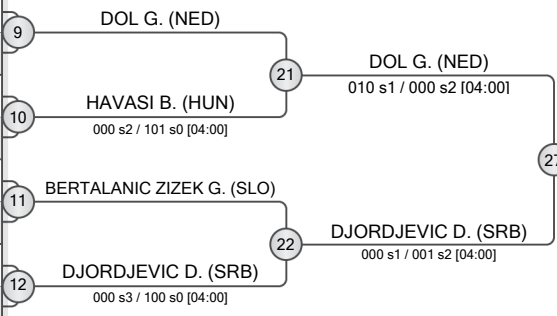 9
DOL G. (NED)
21
DOL G. (NED)
010 s1 / 000 s2 [04:00]
10
HAVASI B. (HUN)
000 s2 / 101 s0 [04:00]
27
11
BERTALANIC ZIZEK G. (SLO)
22
DJORDJEVIC D. (SRB)
000 s1 / 001 s2 [04:00]
12
DJORDJEVIC D. (SRB)
000 s3 / 100 s0 [04:00]